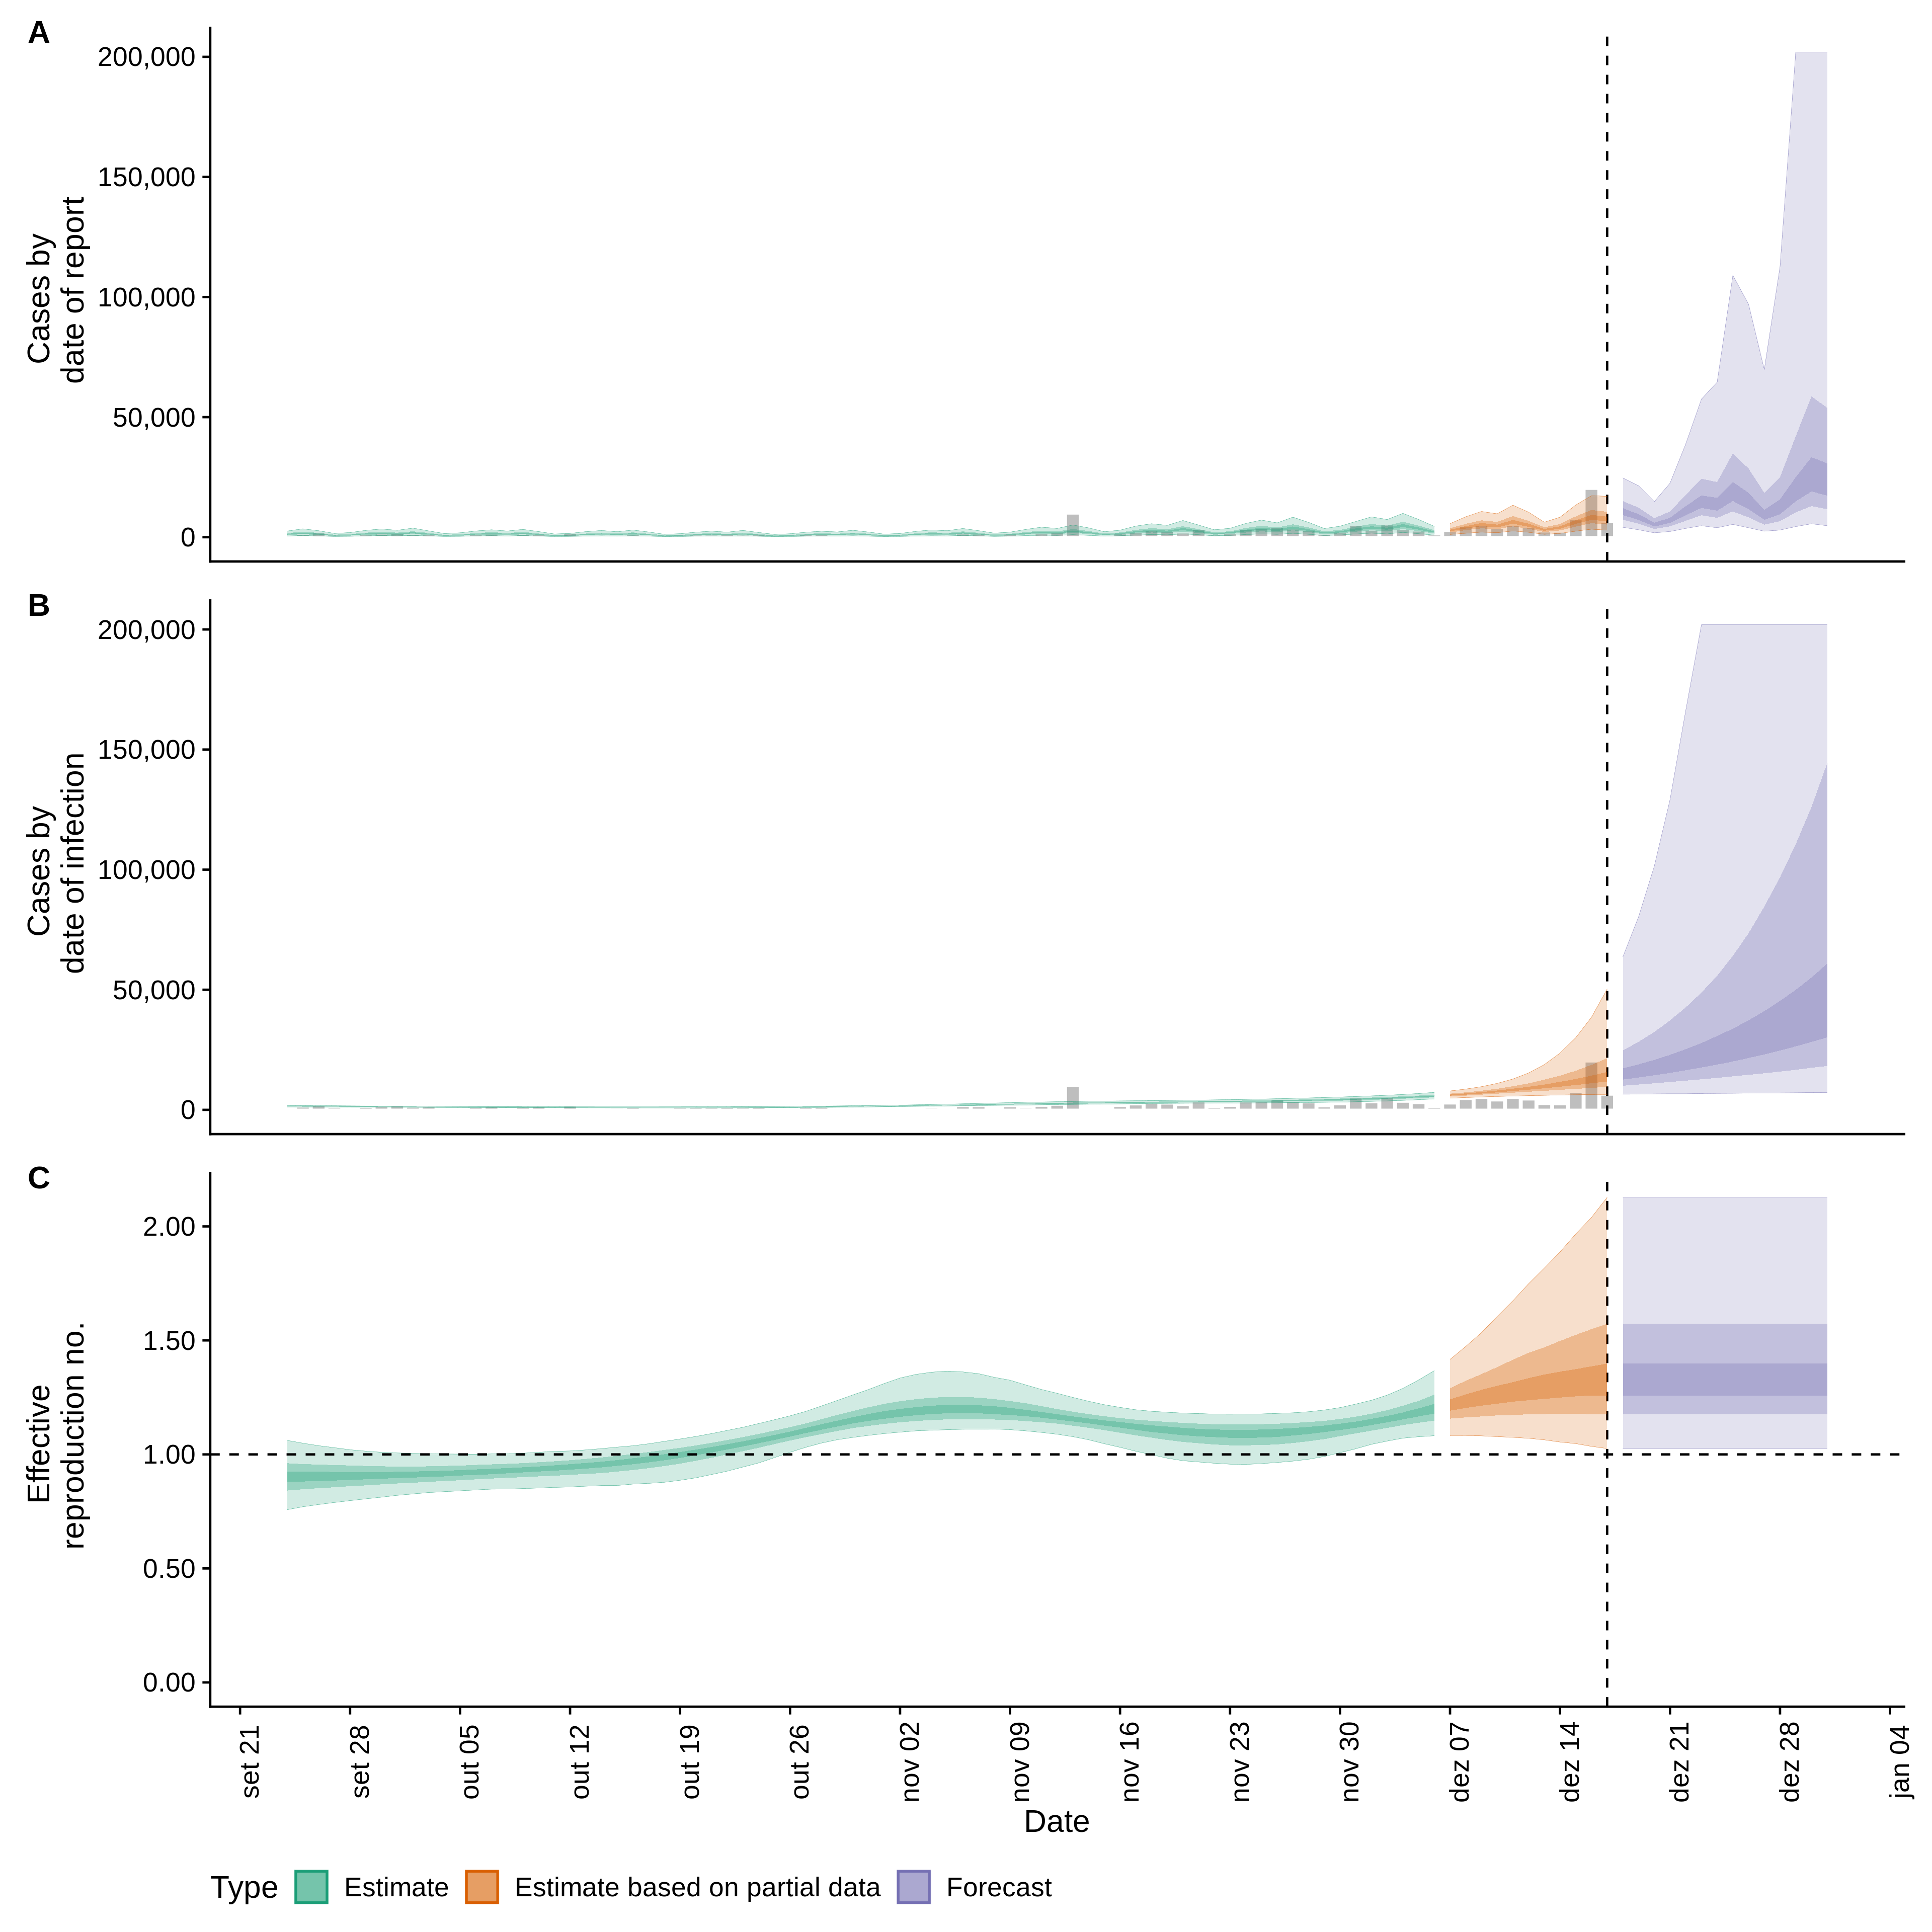 A
200,000
150,000
100,000
50,000
0
Cases by
date of report
B
200,000
150,000
100,000
50,000
0
Cases by
date of infection
C
2.00
1.50
1.00
0.50
0.00
Effective
reproduction no.
set 21
set 28
out 05
out 12
out 19
out 26
nov 02
nov 09
nov 16
nov 23
nov 30
dez 07
dez 14
dez 21
dez 28
jan 04
Date
Type Estimate Estimate based on partial data Forecast